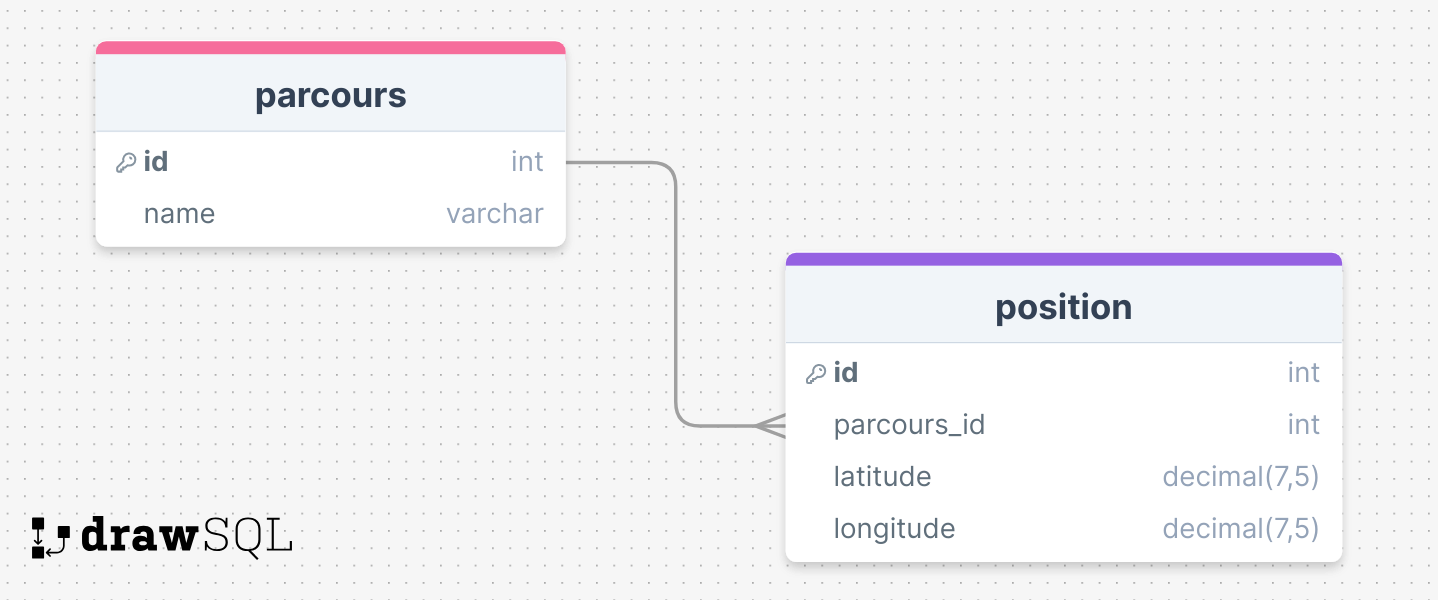 parcours
id int
name varchar
position
id int
parcours_id int
latitude decimal(7,5)
longitude decimal(7,5)
drawSQL